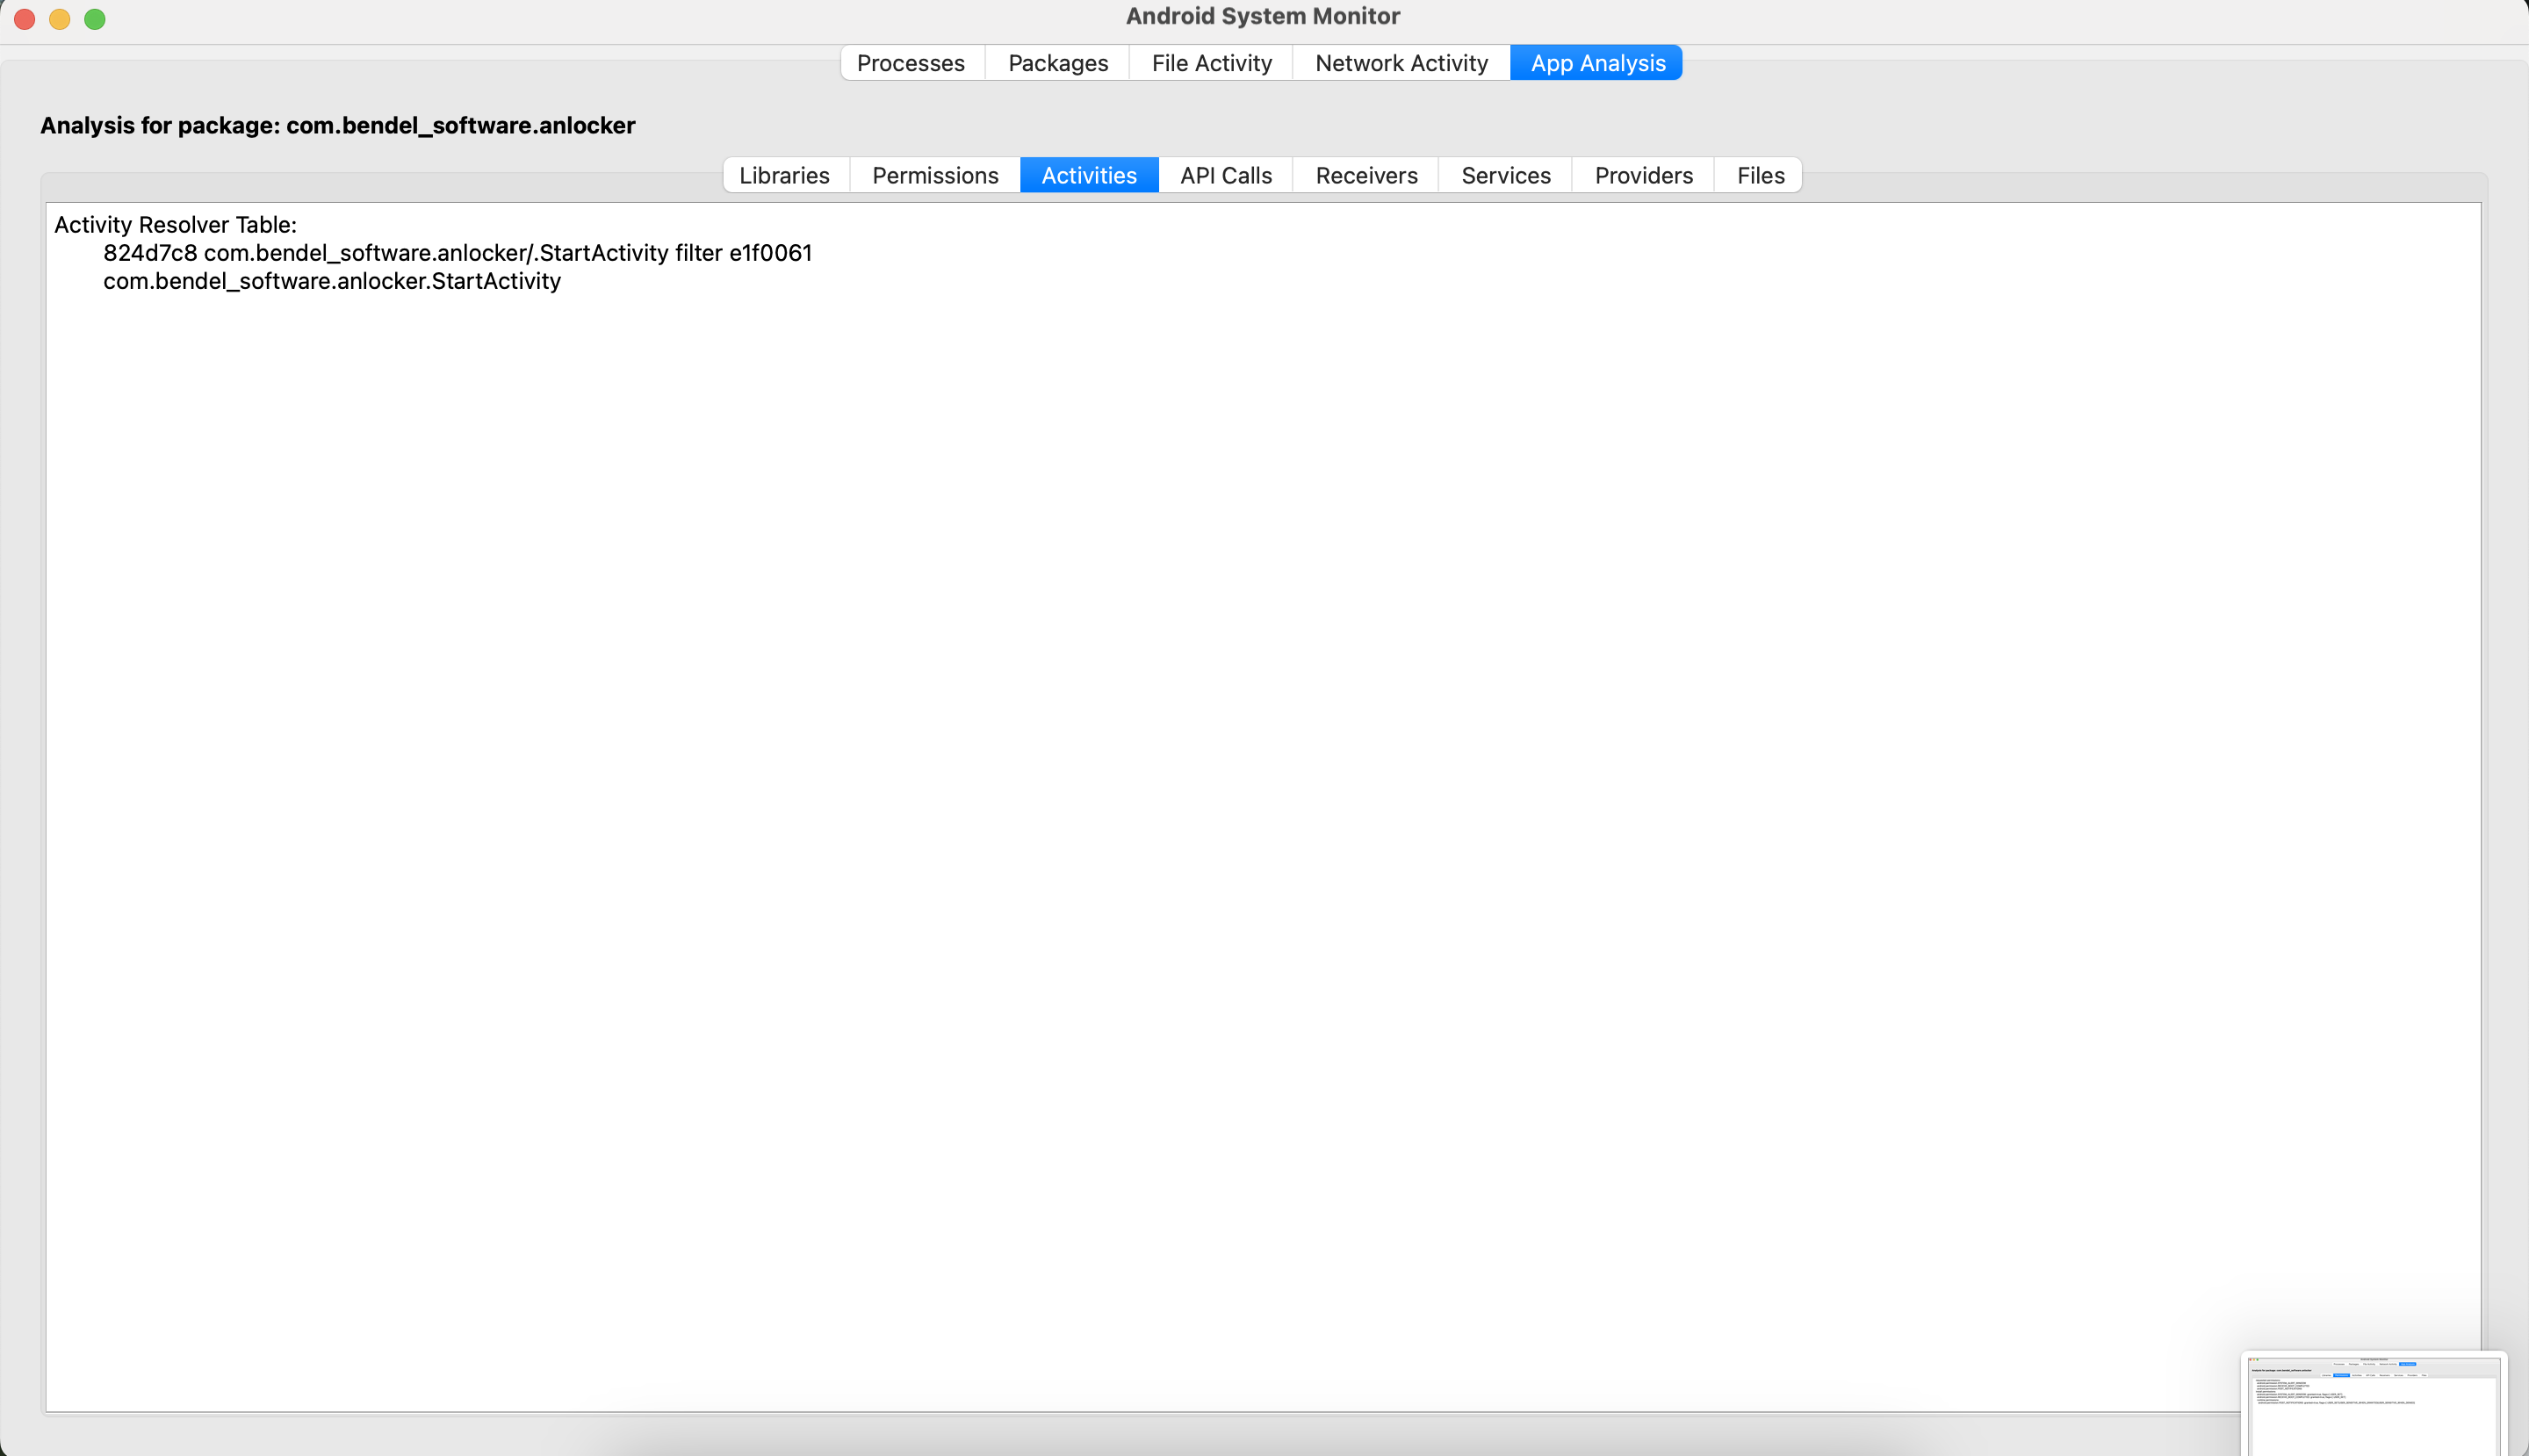 Android System Monitor
Processes Packages File Activity Network Activity App Analysis
Analysis for package: com.bendel_software.anlocker
Libraries Permissions Activities API Calls Receivers Services Providers Files
Activity Resolver Table:
824d7c8 com.bendel_software.anlocker/.StartActivity filter e1f0061
com.bendel_software.anlocker.StartActivity